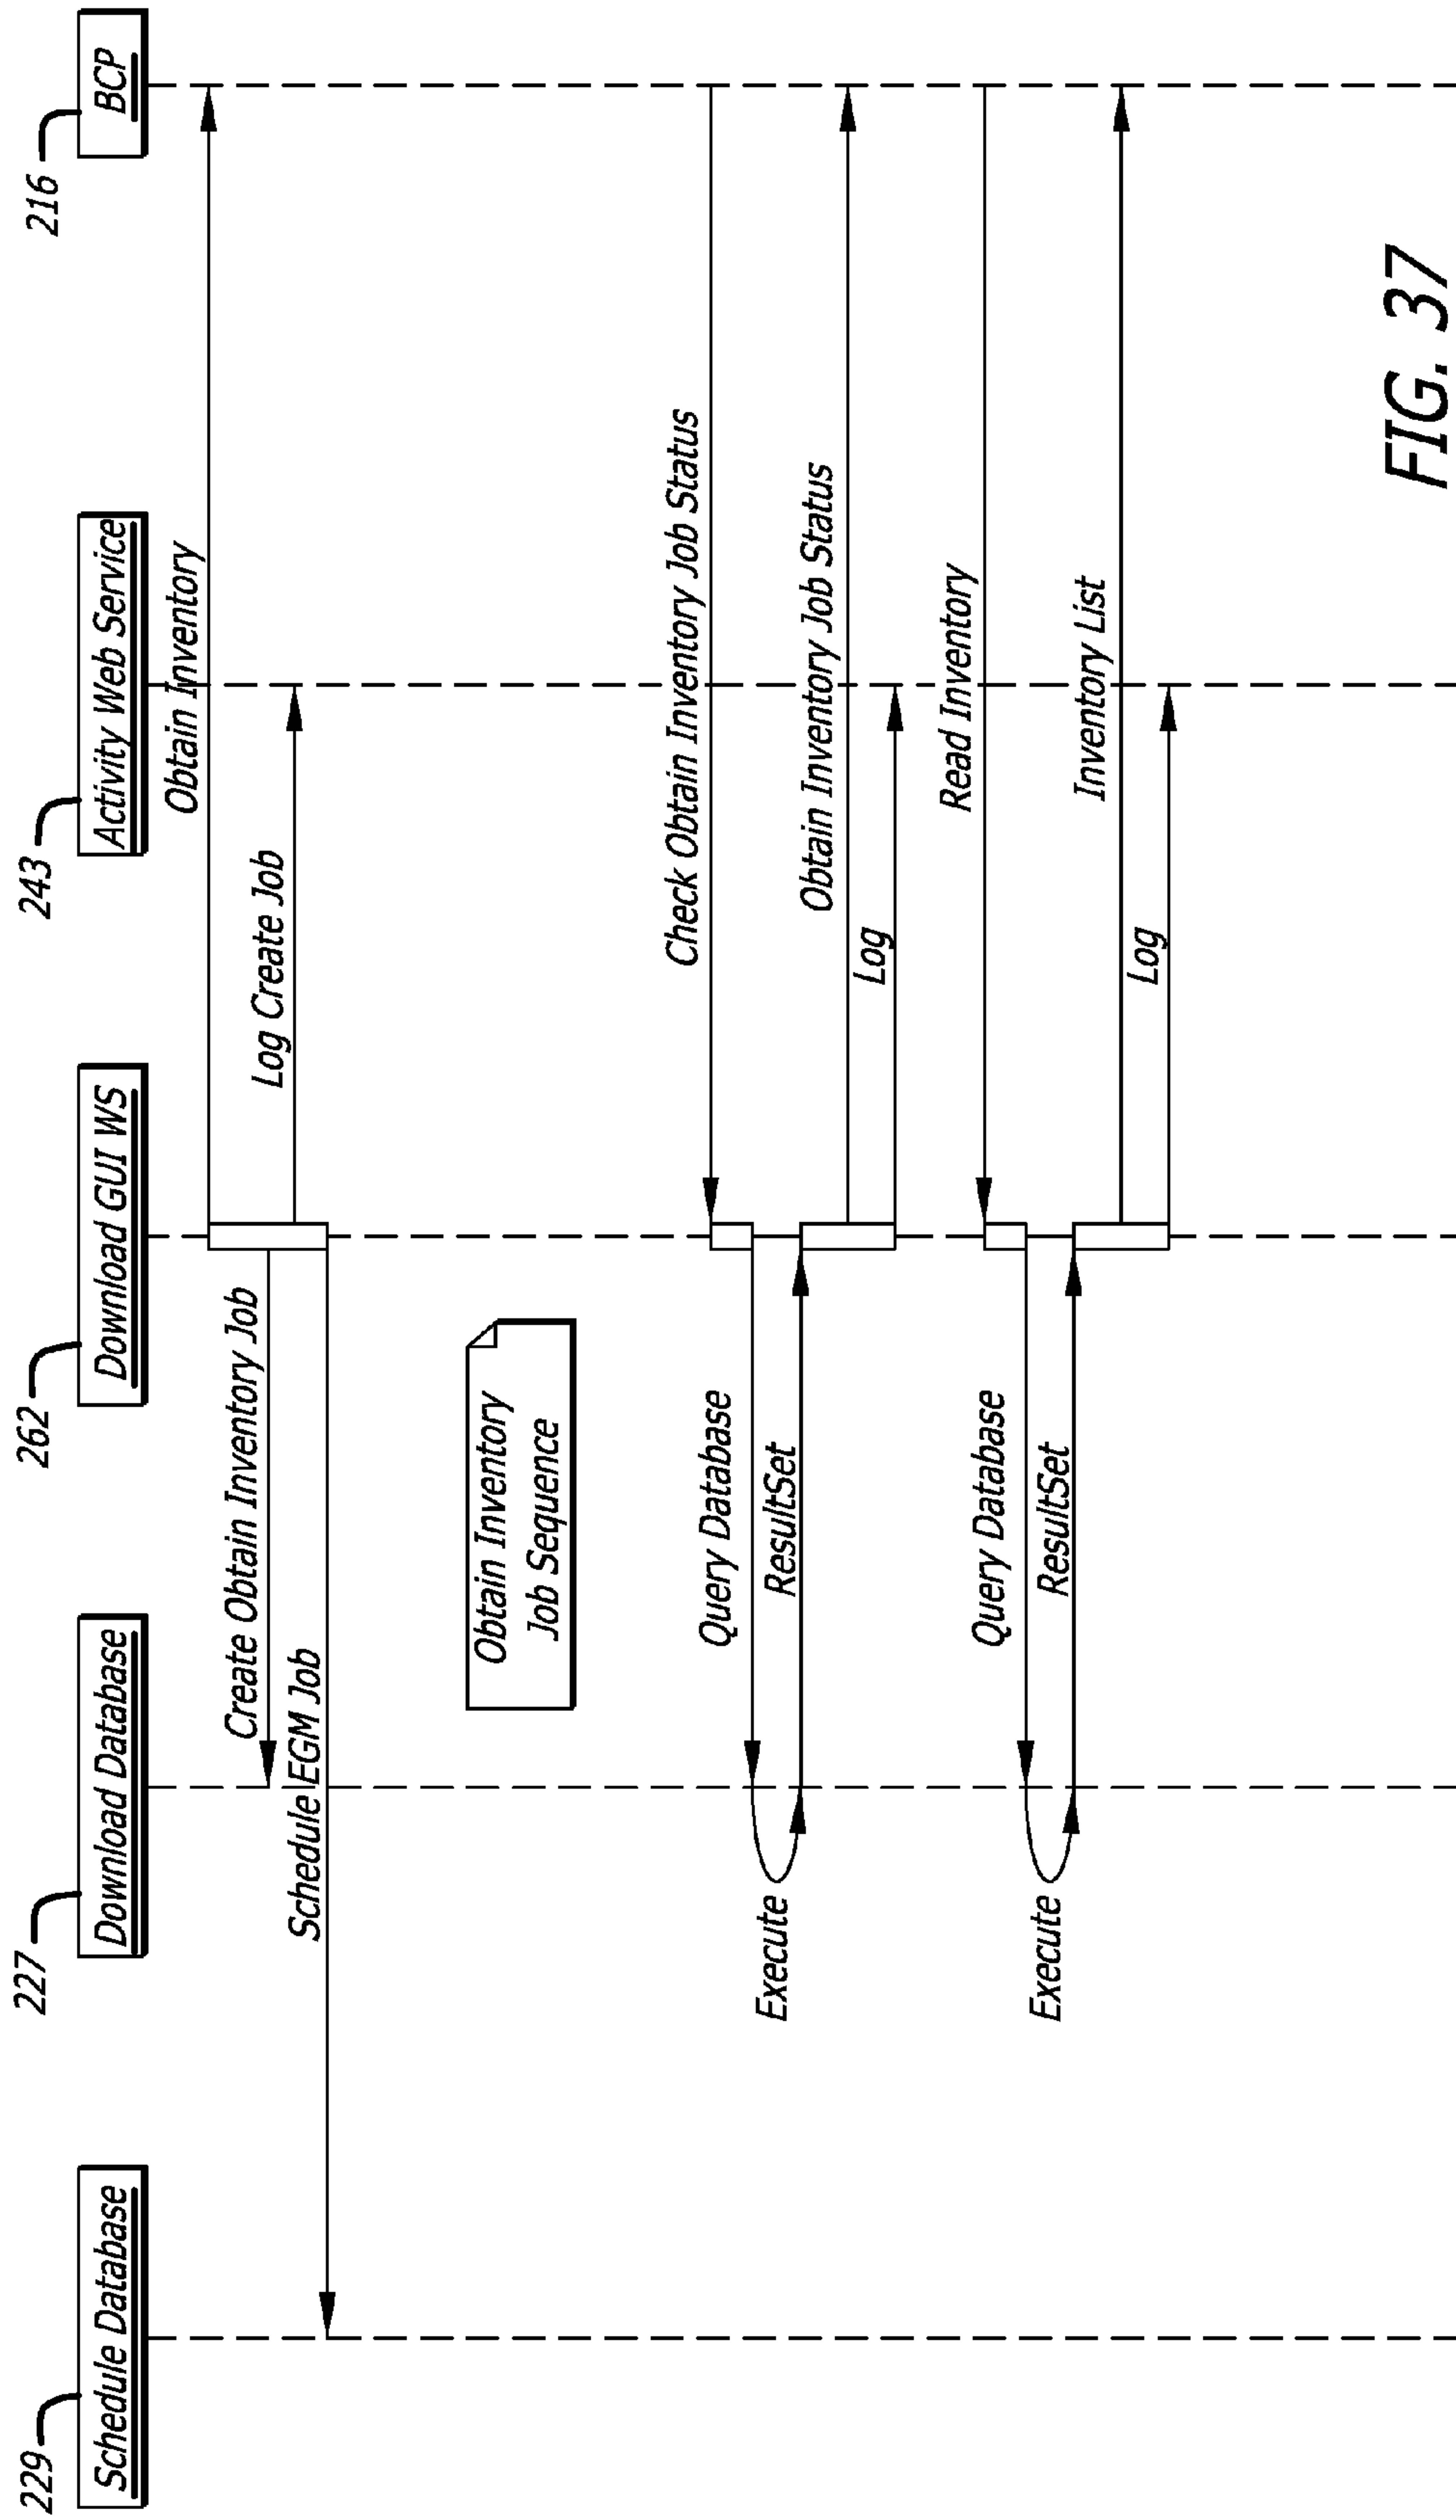 229
Schedule Database
227
Download Database
262
Download GUI WS
243
Activity Web Service
216
BCP
Obtain Inventory
Create Obtain Inventory Job
Log Create Job
Schedule EGM Job
Obtain Inventory
Job Sequence
Check Obtain Inventory Job Status
Query Database
Execute
ResultSet
Obtain Inventory Job Status
Log
Read Inventory
Query Database
Execute
ResultSet
Inventory List
Log
FIG. 37